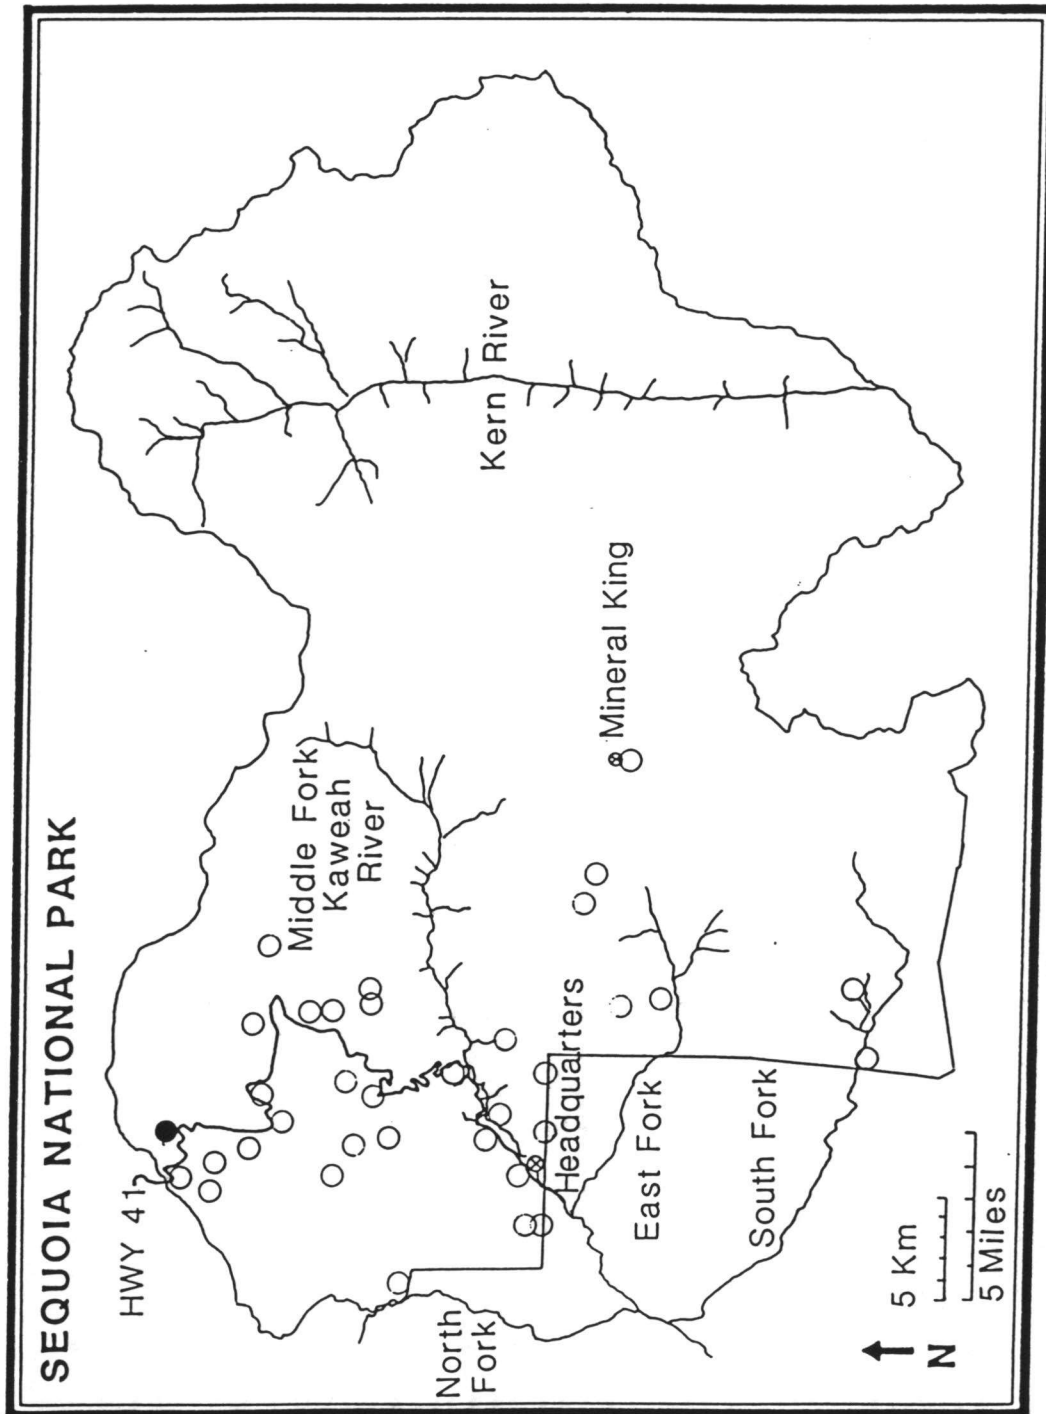 SEQUOIA NATIONAL PARK
HWY 41
Middle Fork
Kaweah
River
Kern River
North
Fork
Headquarters
Mineral King
East Fork
South Fork
5 Km
5 Miles
N